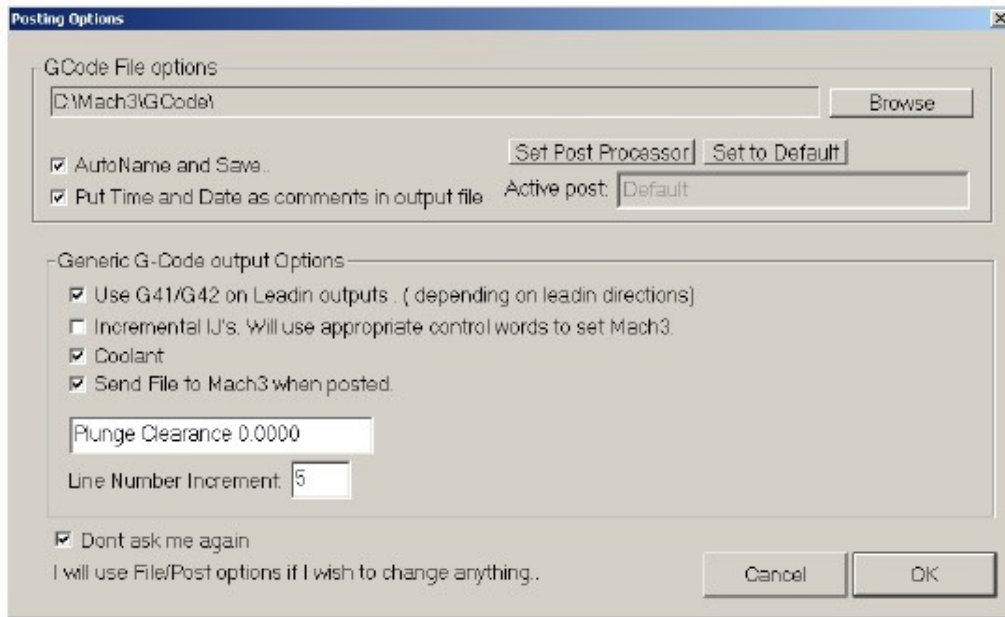 Posting Options
GCode File options
C:\Mach3\GCode\
Browse
AutoName and Save..
Set Post Processor
Set to Default
Put Time and Date as comments in output file
Active post:
Default
Generic G-Code output Options
Use G41/G42 on Leadin outputs . ( depending on leadin directions)
Incremental IJ's. Will use appropriate control words to set Mach3.
Coolant
Send File to Mach3 when posted.
Plunge Clearance 0.0000
Line Number Increment:
5
Dont ask me again
I will use File/Post options if I wish to change anything..
Cancel
OK